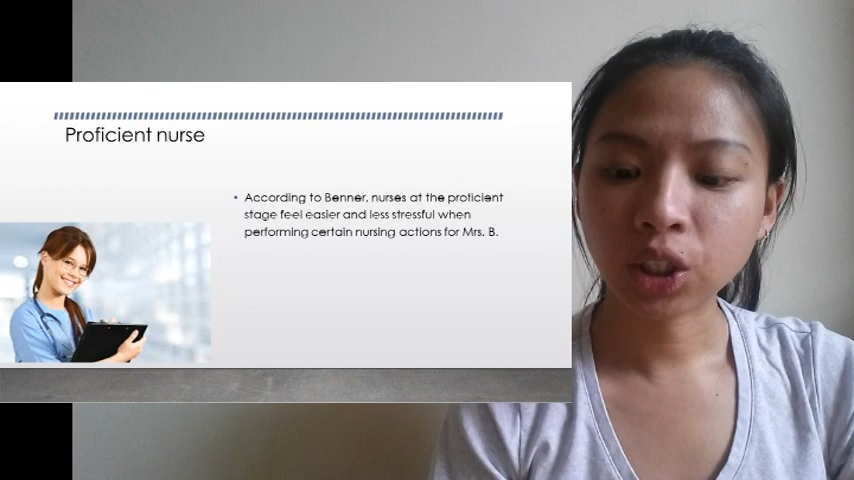 Proficient nurse
• According to Benner, nurses at the proficient
stage feel easier and less stressful when
performing certain nursing actions for Mrs. B.